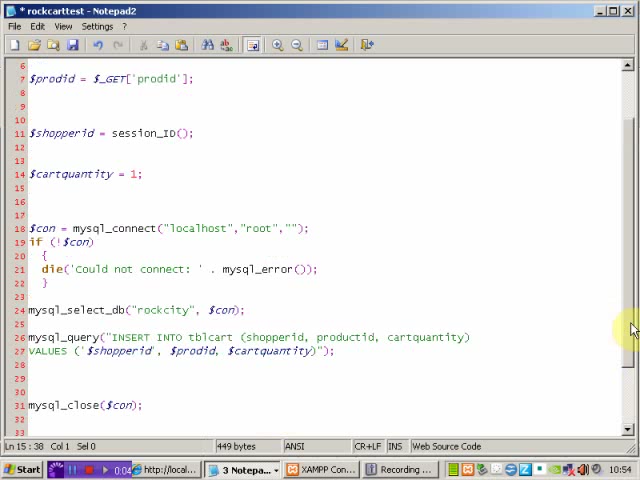 * rockcarttest - Notepad2
File Edit View Settings ?
6
7 $prodid = $_GET['prodid'];
8
9
10
11 $shopperid = session_ID();
12
13
14 $cartquantity = 1;
15
16
17
18 $con = mysql_connect("localhost","root","");
19 if (!$con)
20 {
21 die('Could not connect: ' . mysql_error());
22 }
23
24 mysql_select_db("rockcity", $con);
25
26 mysql_query("INSERT INTO tblcart (shopperid, productid, cartquantity)
27 VALUES ('$shopperid', $prodid, $cartquantity)");
28
29
30
31 mysql_close($con);
32
33
Ln 15 : 38 Col 1 Sel 0 449 bytes ANSI CR+LF INS Web Source Code
Start 0:04 http://local... 3 Notepa... XAMPP Con... Recording ... 10:54